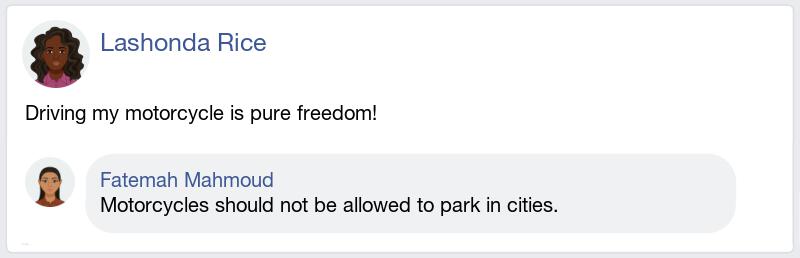 Lashonda Rice
Driving my motorcycle is pure freedom!
Fatemah Mahmoud
Motorcycles should not be allowed to park in cities.